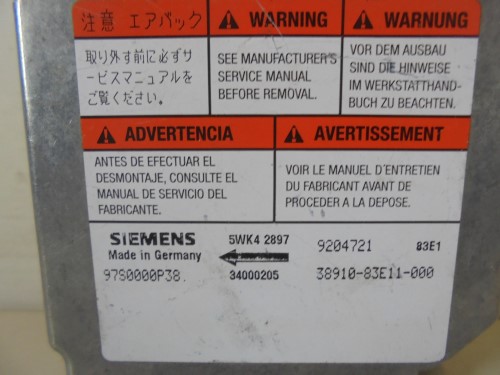 注意 エアバック
取り外す前に必ずサ
ービスマニュアルを
ご覧ください。
WARNING
SEE MANUFACTURER'S
SERVICE MANUAL
BEFORE REMOVAL.
WARNUNG
VOR DEM AUSBAU
SIND DIE HINWEISE
IM WERKSTATTHAND-
BUCH ZU BEACHTEN.
ADVERTENCIA
ANTES DE EFECTUAR EL
DESMONTAJE, CONSULTE EL
MANUAL DE SERVICIO DEL
FABRICANTE.
AVERTISSEMENT
VOIR LE MANUEL D'ENTRETIEN
DU FABRICANT AVANT DE
PROCEDER A LA DEPOSE.
SIEMENS 5WK4 2897 9204721 83E1
Made in Germany
97S0000P38. 34000205 38910-83E11-000